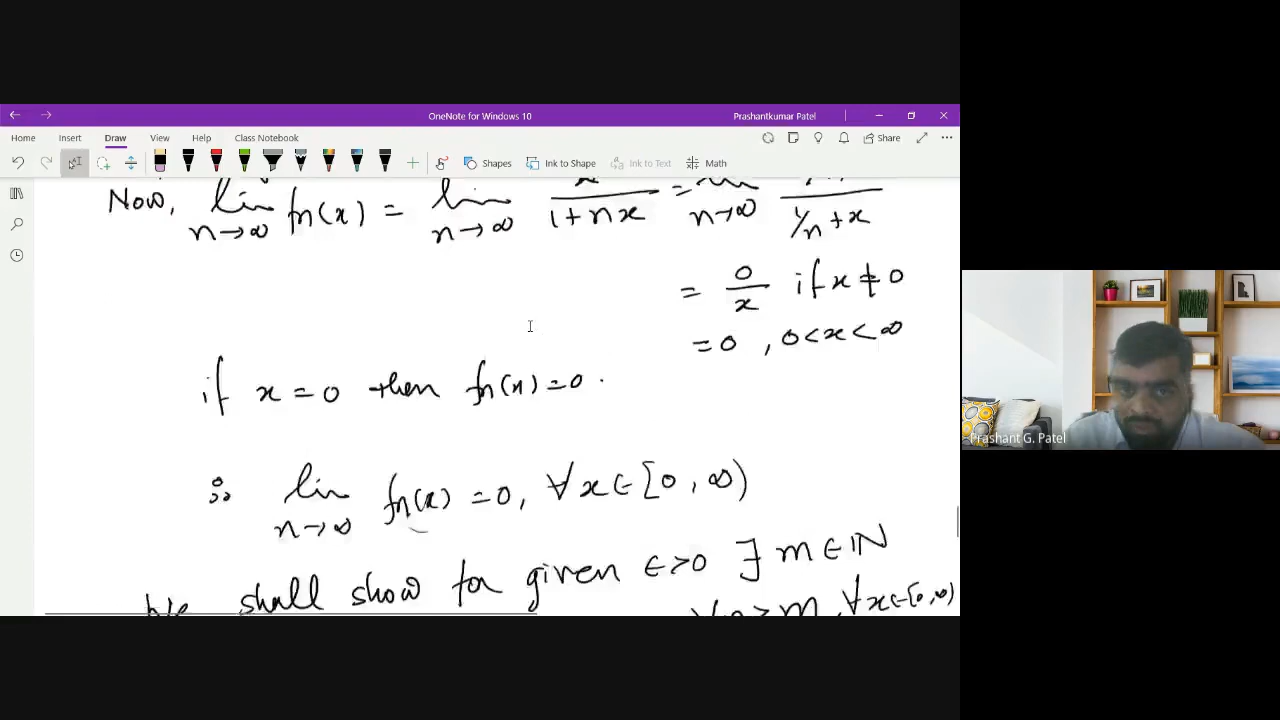 OneNote for Windows 10
Prashantkumar Patel
Home Insert Draw View Help Class Notebook
Share
Shapes Ink to Shape Ink to Text Math
Now, lim n→∞ fn(x) = lim n→∞ x/(1+nx) = lim n→∞ /(1/n + x)
= 0/x if x ≠ 0
= 0 , 0 < x < ∞
if x = 0 then fn(x) = 0 .
∴ lim n→∞ fn(x) = 0, ∀x ∈ [0, ∞)
We shall show for given ∈ > 0 ∃ m ∈ ℕ
m, ∀x ∈ [0, ∞)
Prashant G. Patel